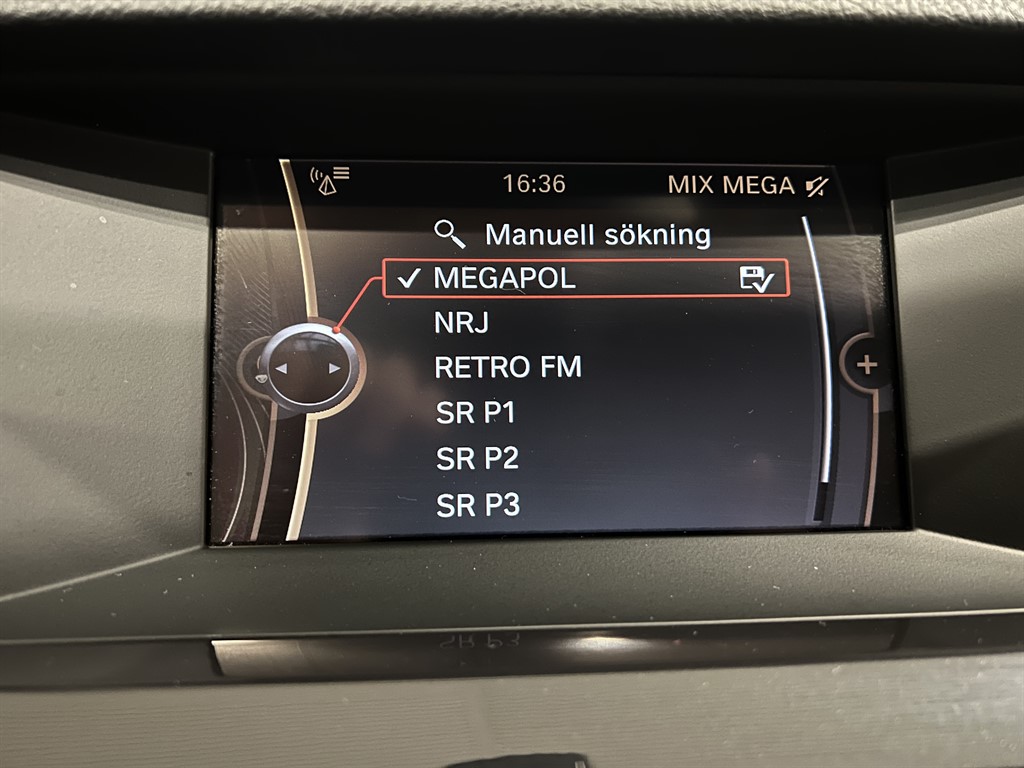 16:36 MIX MEGA
Manuell sökning
MEGAPOL
NRJ
RETRO FM
SR P1
SR P2
SR P3